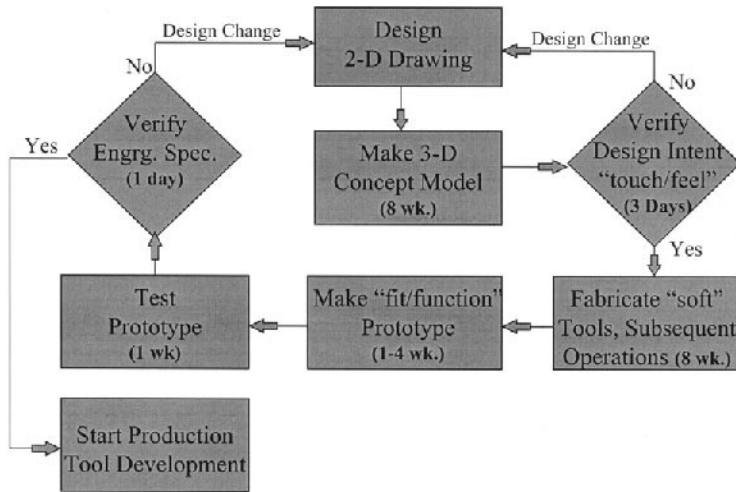 Design Change
Design
2-D Drawing
Design Change
No
No
Verify
Engrg. Spec.
(1 day)
Yes
Make 3-D
Concept Model
(8 wk.)
Verify
Design Intent
“touch/feel”
(3 Days)
Yes
Test
Prototype
(1 wk)
Make “fit/function”
Prototype
(1-4 wk.)
Fabricate “soft”
Tools, Subsequent
Operations (8 wk.)
Start Production
Tool Development